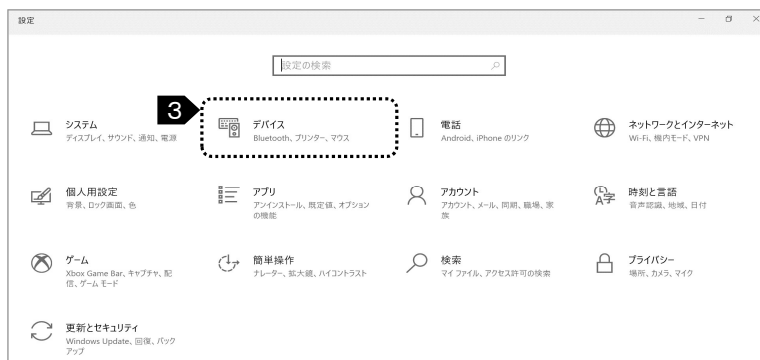 設定
設定の検索
3
システム
ディスプレイ、サウンド、通知、電源
デバイス
Bluetooth、プリンター、マウス
電話
Android、iPhone のリンク
ネットワークとインターネット
Wi-Fi、機内モード、VPN
個人用設定
背景、ロック画面、色
アプリ
アンインストール、既定値、オプション
の機能
アカウント
アカウント、メール、同期、職場、家
族
時刻と言語
音声認識、地域、日付
ゲーム
Xbox Game Bar、キャプチャ、配
信、ゲーム モード
簡単操作
ナレーター、拡大鏡、ハイコントラスト
検索
マイ ファイル、アクセス許可の検索
プライバシー
場所、カメラ、マイク
更新とセキュリティ
Windows Update、回復、バック
アップ